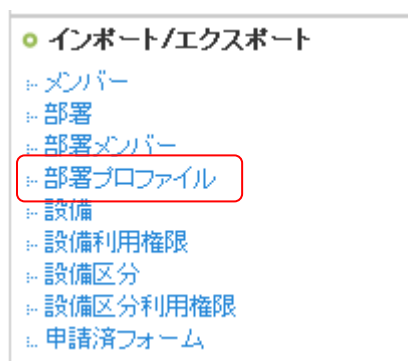 インポート/エクスポート
メンバー
部署
部署メンバー
部署プロファイル
設備
設備利用権限
設備区分
設備区分利用権限
申請済フォーム